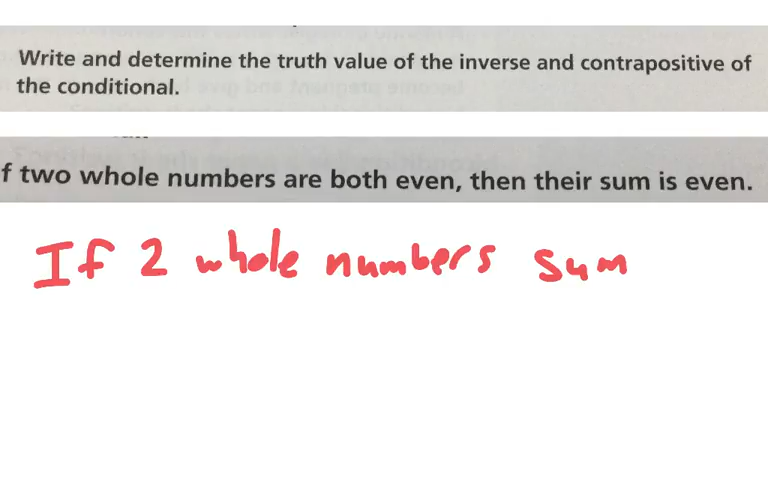 Write and determine the truth value of the inverse and contrapositive of
the conditional.
f two whole numbers are both even, then their sum is even.
If 2 whole numbers sum